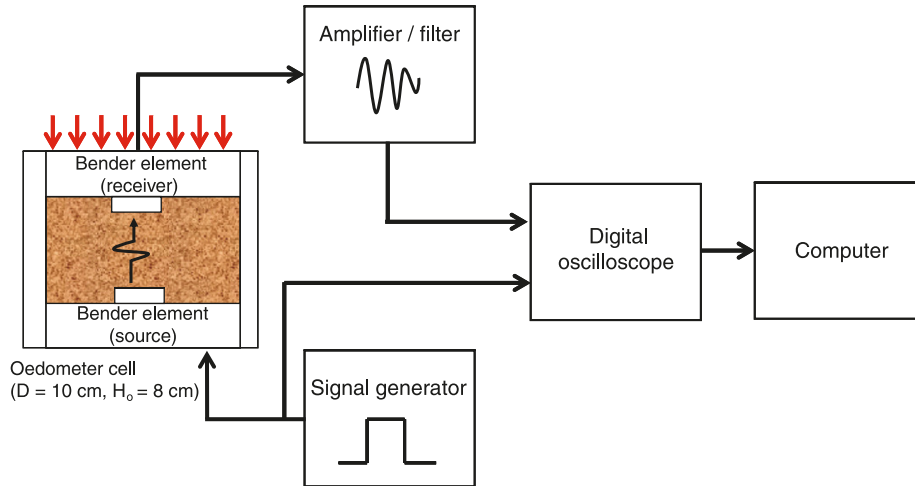 Amplifier / filter
Bender element
(receiver)
Digital
oscilloscope
Computer
Bender element
(source)
Oedometer cell
(D = 10 cm, Hₒ = 8 cm)
Signal generator